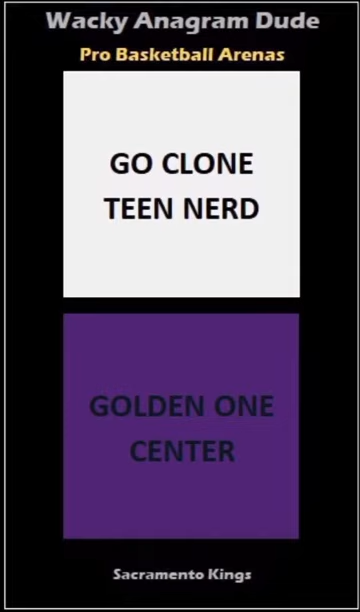 Wacky Anagram Dude
Pro Basketball Arenas
GO CLONE
TEEN NERD
GOLDEN ONE
CENTER
Sacramento Kings